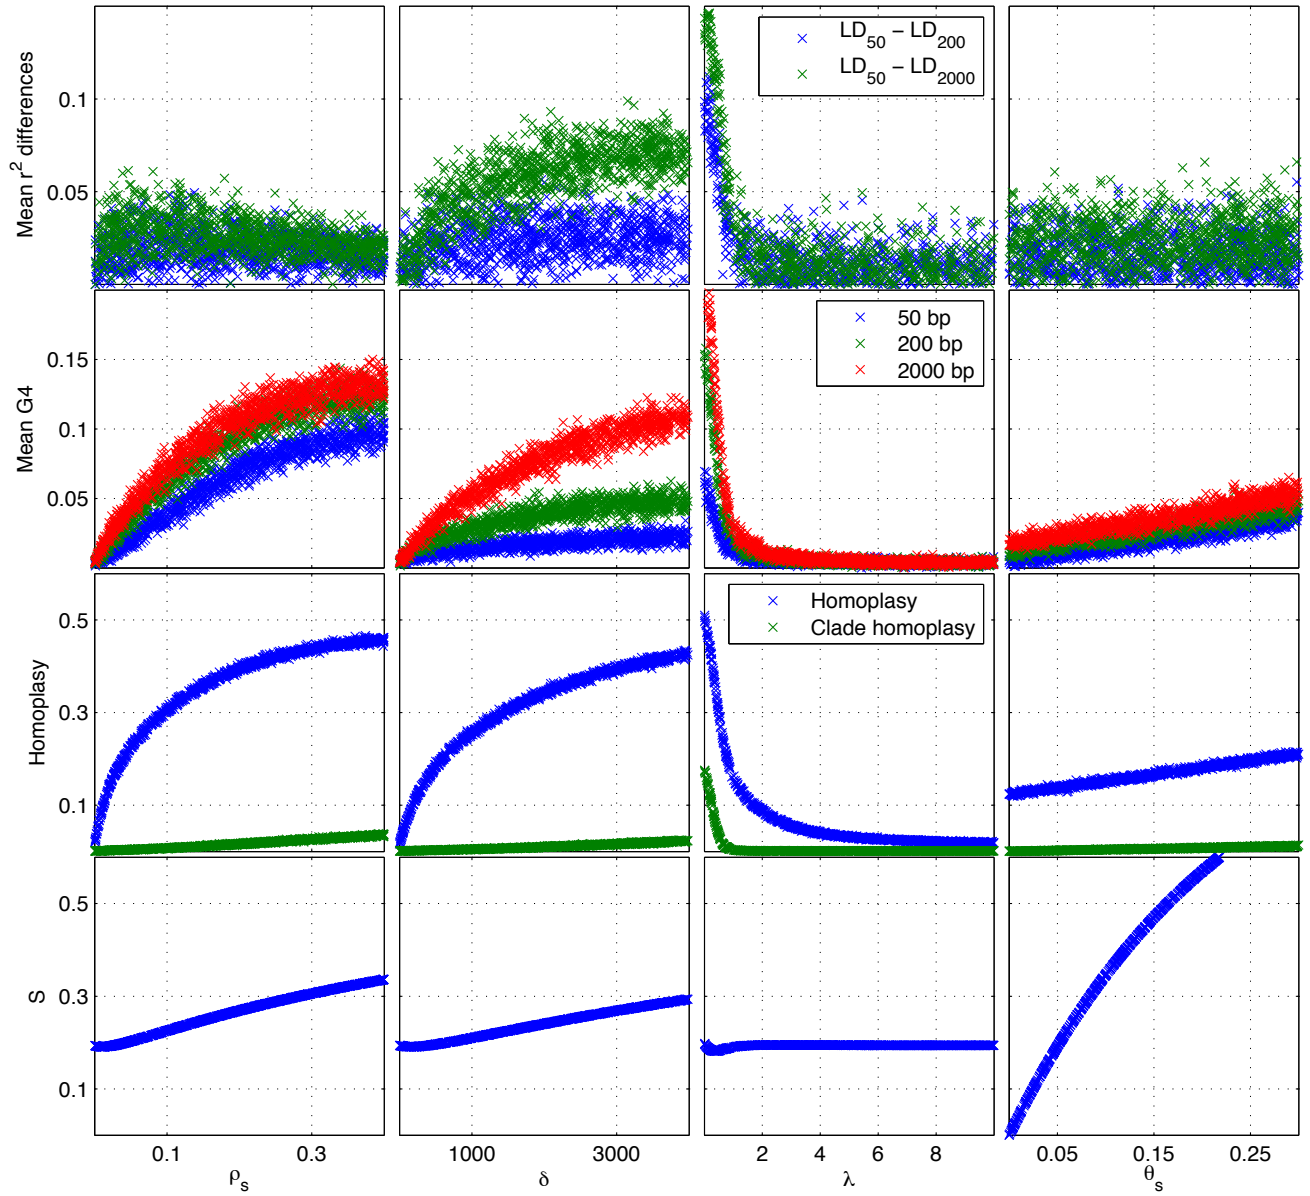 Mean r² differences
0.1
0.05
LD₅₀ − LD₂₀₀
LD₅₀ − LD₂₀₀₀
Mean G4
0.15
0.1
0.05
50 bp
200 bp
2000 bp
Homoplasy
0.5
0.3
0.1
Homoplasy
Clade homoplasy
S
0.5
0.3
0.1
0.1 0.3
1000 3000
2 4 6 8
0.05 0.15 0.25
ρₛ
δ
λ
θₛ